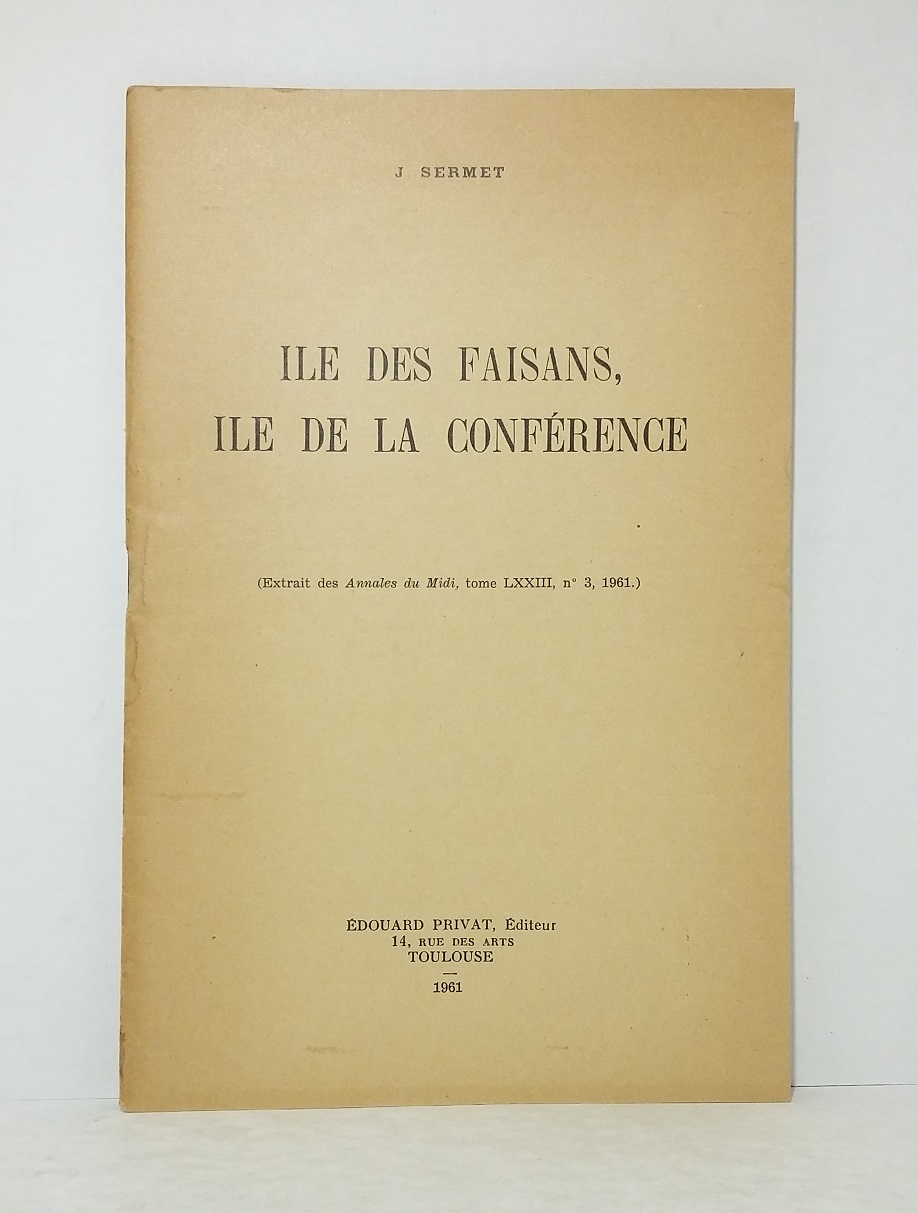 J. SERMET
ILE DES FAISANS,
ILE DE LA CONFÉRENCE
(Extrait des Annales du Midi, tome LXXIII, n° 3, 1961.)
ÉDOUARD PRIVAT, Éditeur
14, RUE DES ARTS
TOULOUSE
—
1961